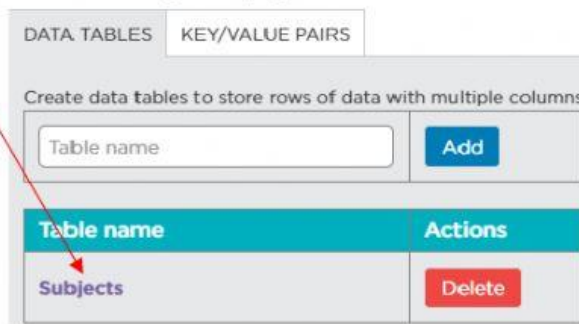 DATA TABLES KEY/VALUE PAIRS
Create data tables to store rows of data with multiple columns
Table name Add
Table name Actions
Subjects Delete